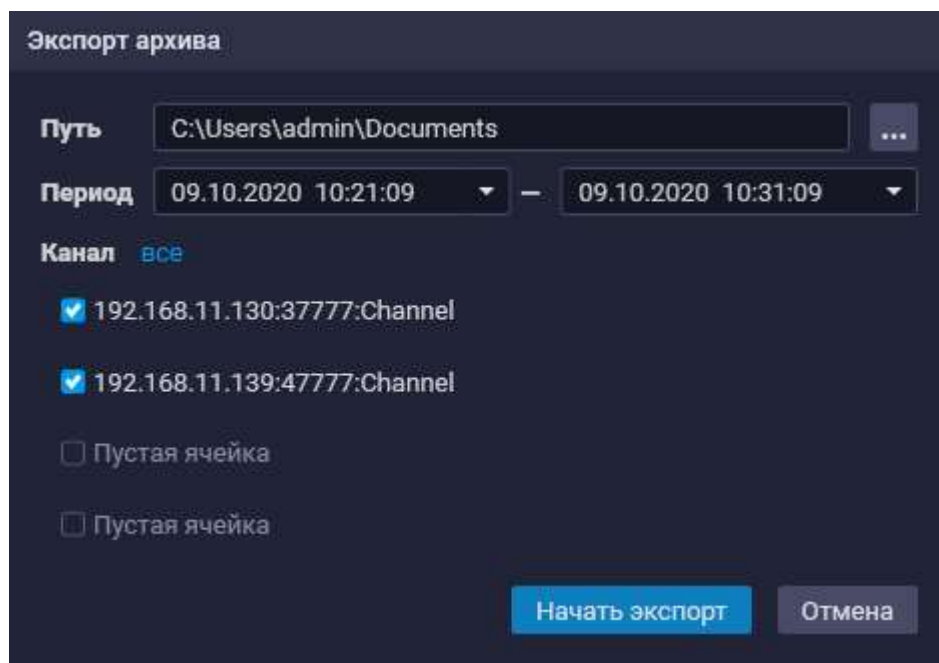 Экспорт архива
Путь C:\Users\admin\Documents ...
Период 09.10.2020 10:21:09 – 09.10.2020 10:31:09
Канал все
192.168.11.130:37777:Channel
192.168.11.139:47777:Channel
Пустая ячейка
Пустая ячейка
Начать экспорт Отмена